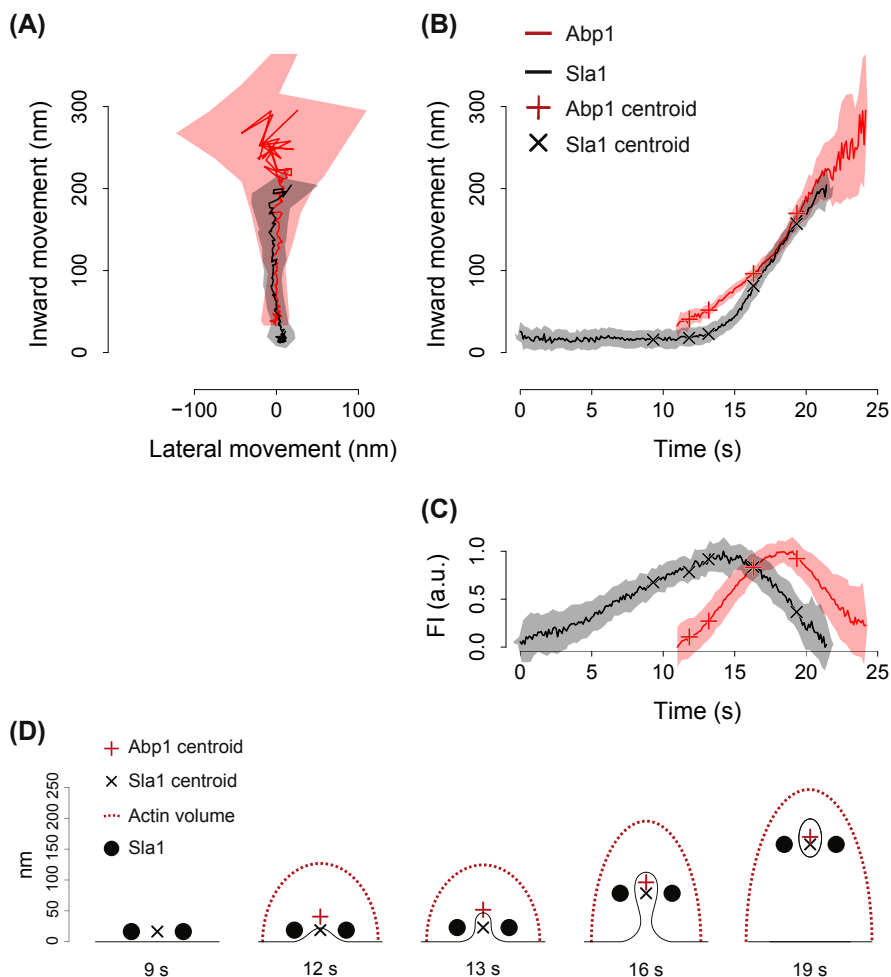 (A)
Inward movement (nm)
0 100 200 300
−100 0 100
Lateral movement (nm)
(B)
Abp1
Sla1
Abp1 centroid
Sla1 centroid
Inward movement (nm)
0 100 200 300
0 5 10 15 20 25
Time (s)
(C)
FI (a.u.)
0.0 0.5 1.0
0 5 10 15 20 25
Time (s)
(D)
Abp1 centroid
Sla1 centroid
Actin volume
Sla1
nm
0 50 100 150 200 250
9 s 12 s 13 s 16 s 19 s